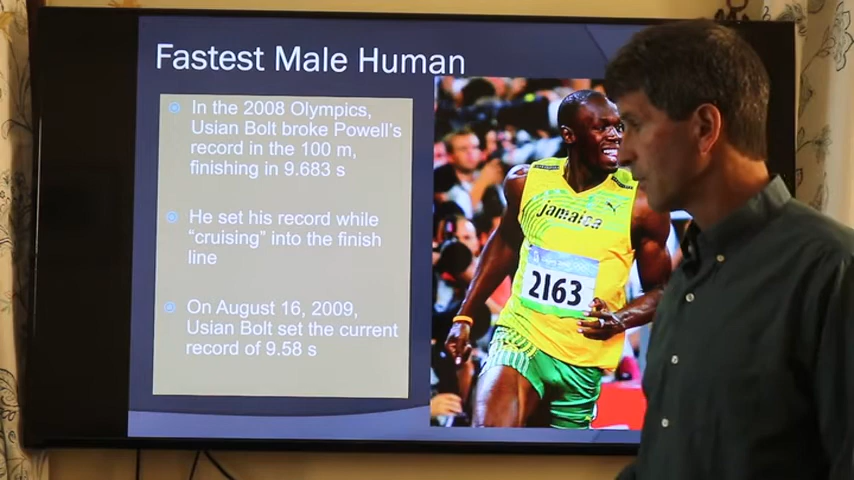 Fastest Male Human
In the 2008 Olympics,
Usian Bolt broke Powell's
record in the 100 m,
finishing in 9.683 s
He set his record while
"cruising" into the finish
line
On August 16, 2009,
Usian Bolt set the current
record of 9.58 s
jamaica
2163